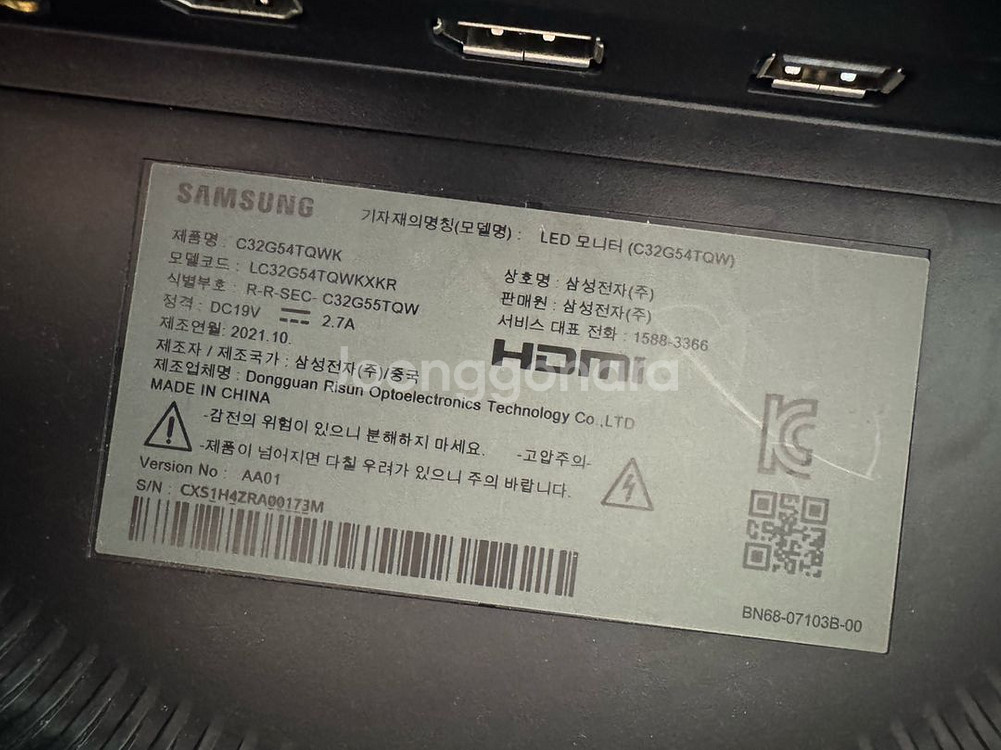 SAMSUNG
기자재의명칭(모델명) : LED 모니터 (C32G54TQW)
제품명 : C32G54TQWK
모델코드 : LC32G54TQWKXKR
식별부호 : R-R-SEC- C32G55TQW
정격 : DC19V 2.7A
제조연월: 2021.10.
제조자 / 제조국가 : 삼성전자(주)/중국
제조업체명 : Dongguan Risun Optoelectronics Technology Co.,LTD
MADE IN CHINA
상호명 : 삼성전자(주)
판매원 : 삼성전자(주)
서비스 대표 전화 : 1588-3366
HDMI
-감전의 위험이 있으니 분해하지 마세요. -고압주의-
-제품이 넘어지면 다칠 우려가 있으니 주의 바랍니다.
Version No : AA01
S/N : CXS1H4ZRA00173M
BN68-07103B-00